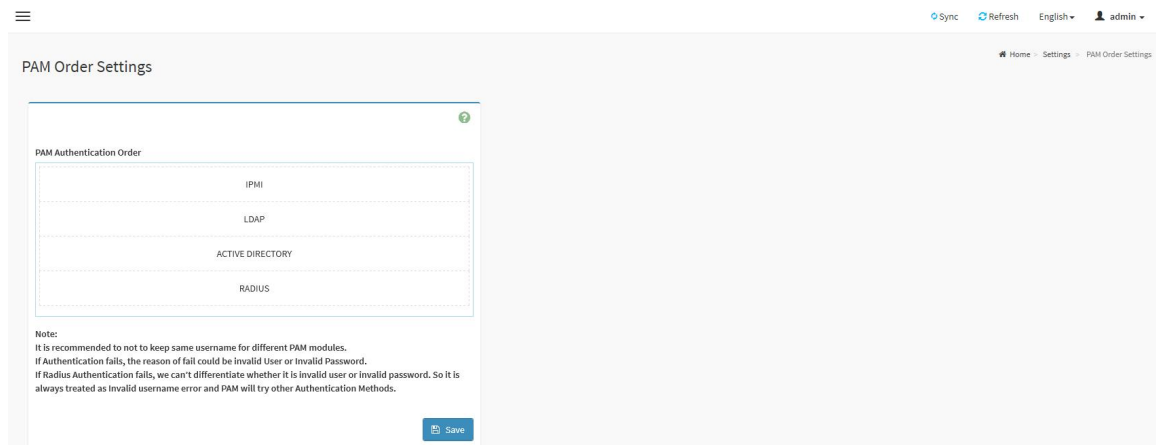 Sync Refresh English admin
Home > Settings > PAM Order Settings
PAM Order Settings
PAM Authentication Order
IPMI
LDAP
ACTIVE DIRECTORY
RADIUS
Note:
It is recommended to not to keep same username for different PAM modules.
If Authentication fails, the reason of fail could be invalid User or Invalid Password.
If Radius Authentication fails, we can't differentiate whether it is invalid user or invalid password. So it is
always treated as Invalid username error and PAM will try other Authentication Methods.
Save